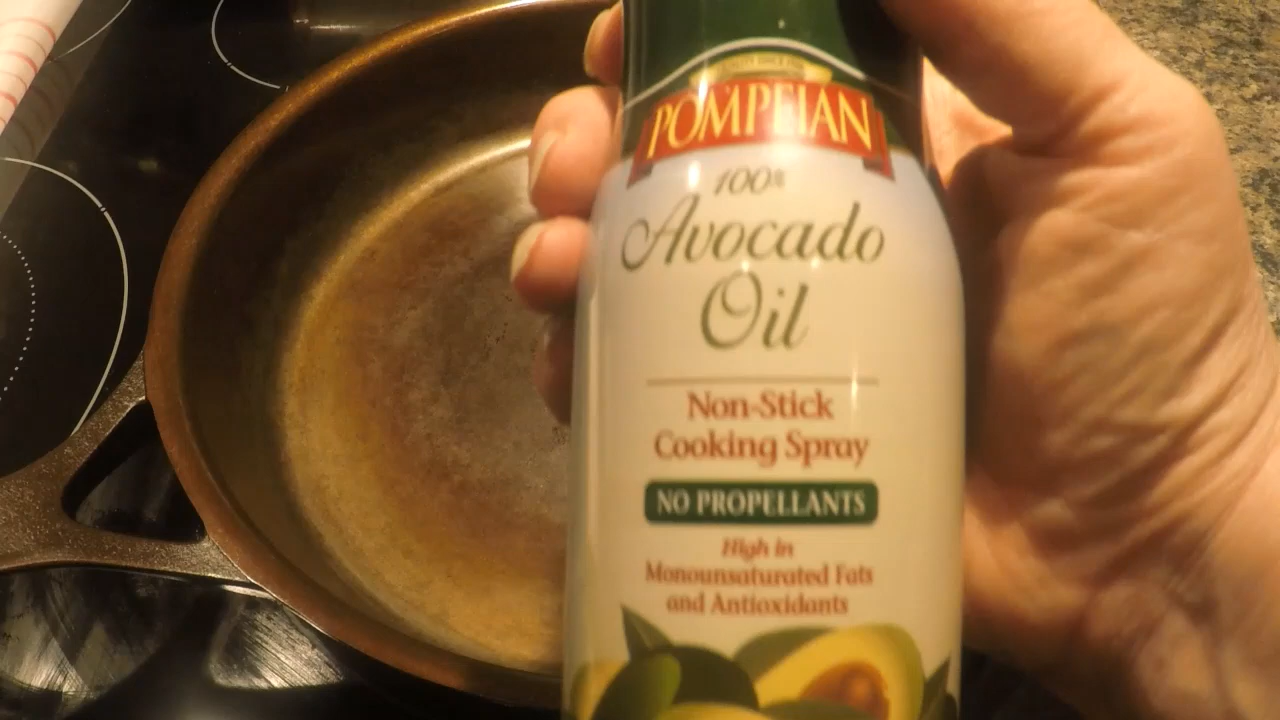 POMPEIAN
100%
Avocado
Oil
Non-Stick
Cooking Spray
NO PROPELLANTS
High in
Monounsaturated Fats
and Antioxidants